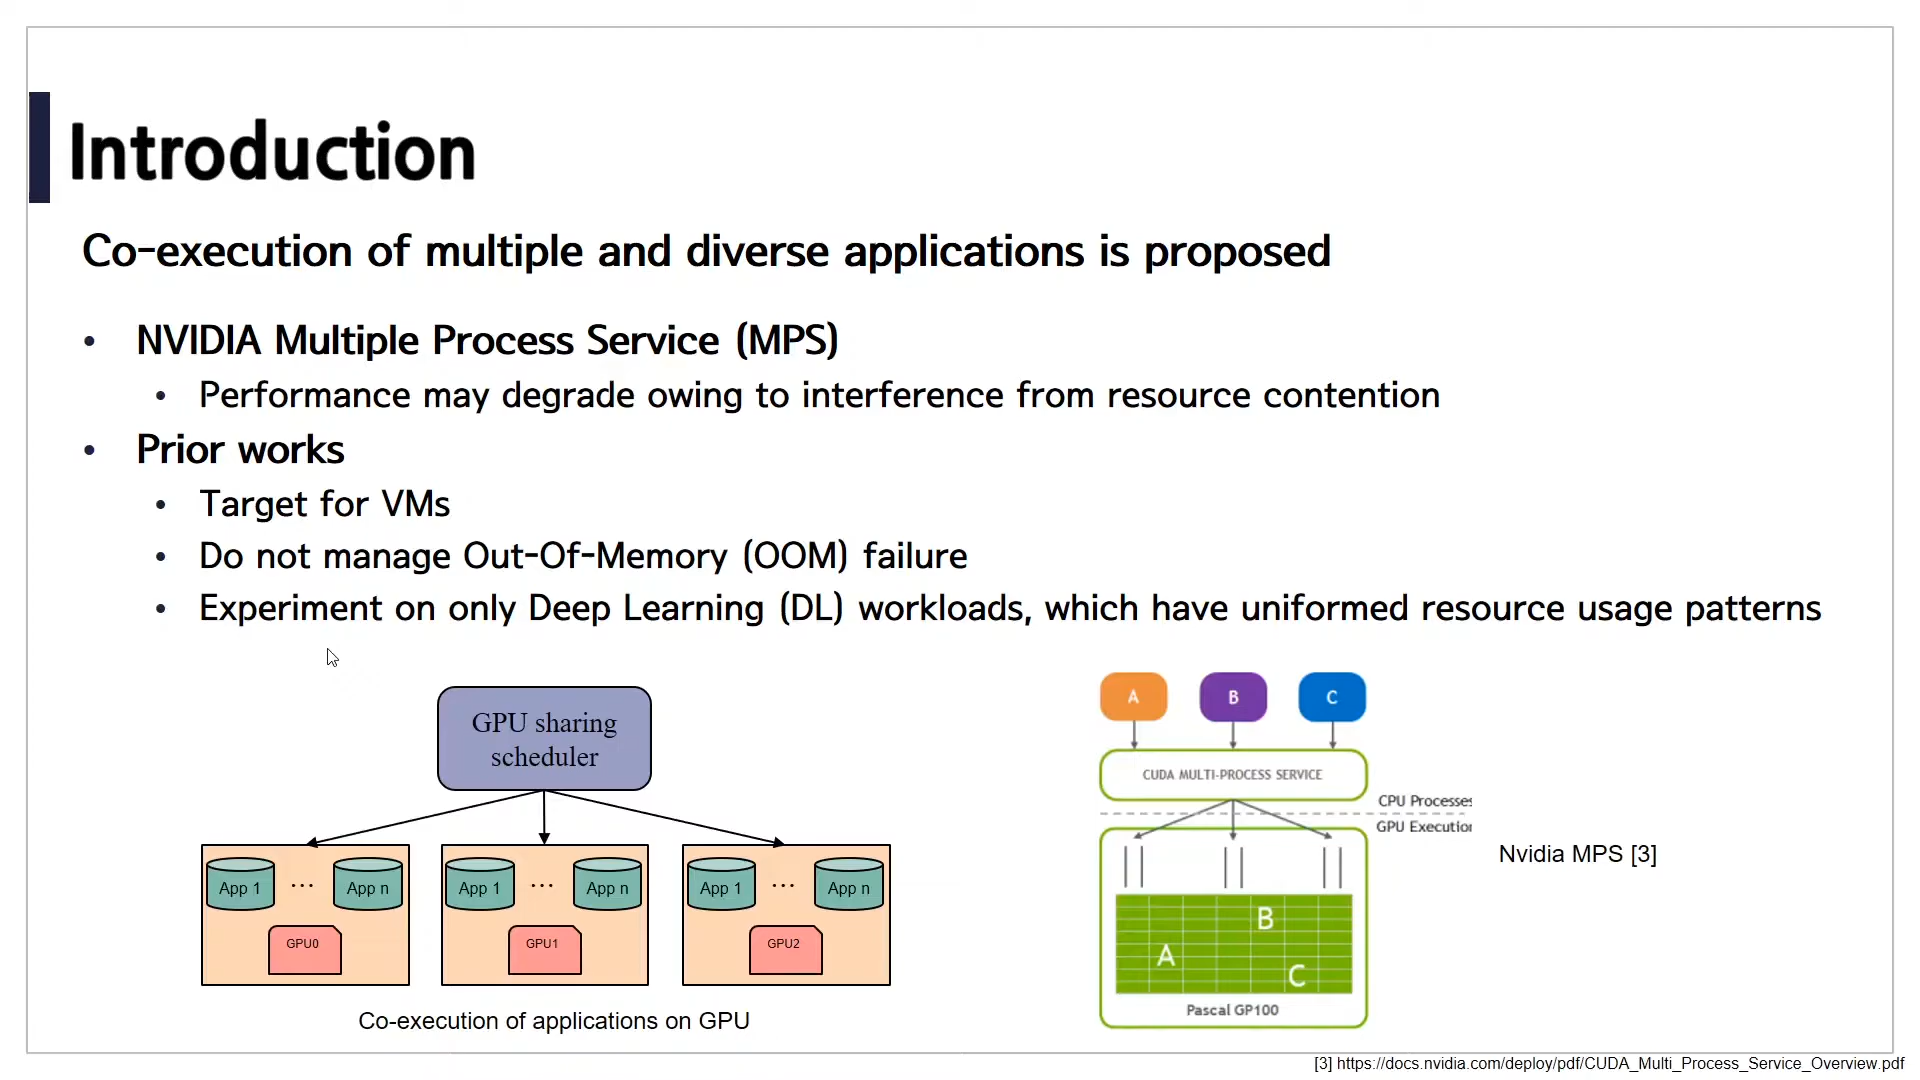 Introduction
Co-execution of multiple and diverse applications is proposed
• NVIDIA Multiple Process Service (MPS)
• Performance may degrade owing to interference from resource contention
• Prior works
• Target for VMs
• Do not manage Out-Of-Memory (OOM) failure
• Experiment on only Deep Learning (DL) workloads, which have uniformed resource usage patterns
GPU sharing
scheduler
App 1 ... App n
GPU0
App 1 ... App n
GPU1
App 1 ... App n
GPU2
Co-execution of applications on GPU
A B C
CUDA MULTI-PROCESS SERVICE
CPU Processes
GPU Execution
B
A
C
Pascal GP100
Nvidia MPS [3]
[3] https://docs.nvidia.com/deploy/pdf/CUDA_Multi_Process_Service_Overview.pdf